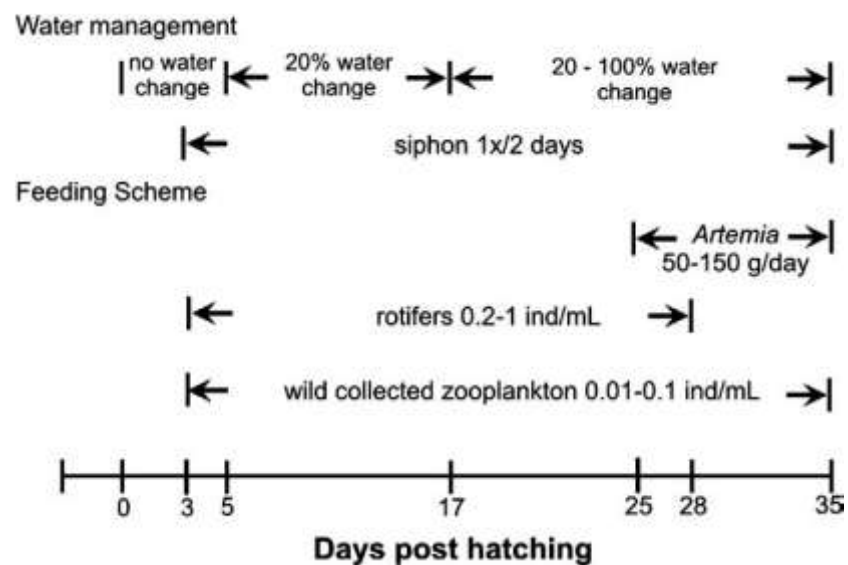 Water management
no water
change
20% water
change
20 - 100% water
change
siphon 1x/2 days
Feeding Scheme
Artemia
50-150 g/day
rotifers 0.2-1 ind/mL
wild collected zooplankton 0.01-0.1 ind/mL
0 3 5 17 25 28 35
Days post hatching